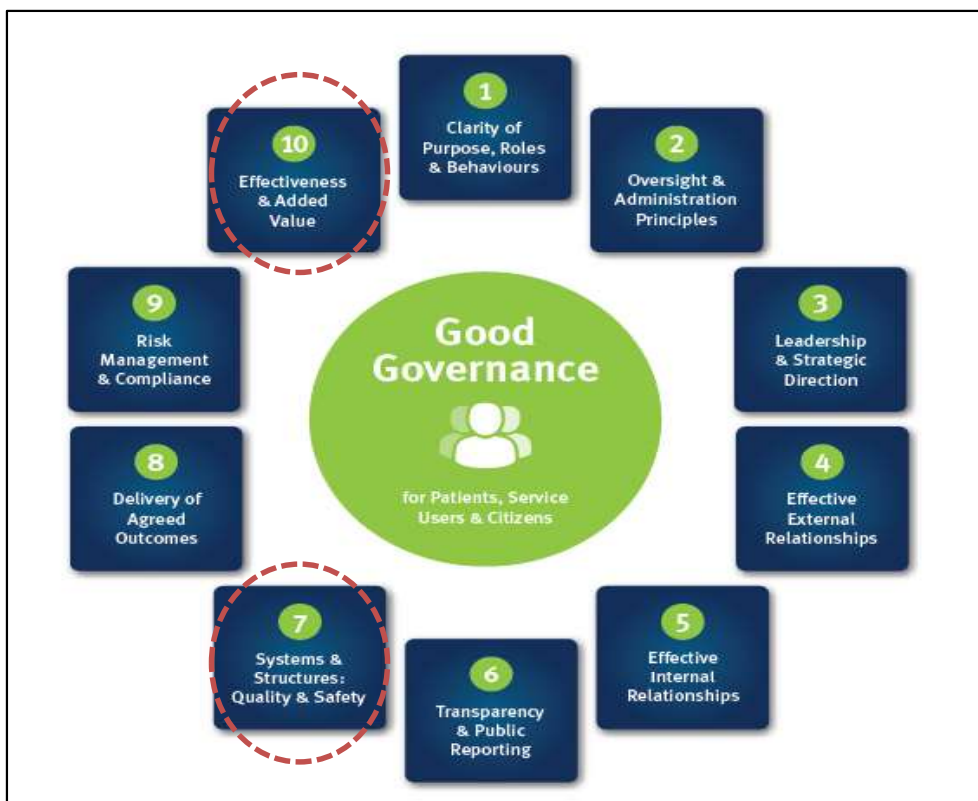 1
Clarity of
Purpose, Roles
& Behaviours
2
Oversight &
Administration
Principles
3
Leadership
& Strategic
Direction
4
Effective
External
Relationships
5
Effective
Internal
Relationships
6
Transparency
& Public
Reporting
7
Systems &
Structures:
Quality & Safety
8
Delivery of
Agreed
Outcomes
9
Risk
Management
& Compliance
10
Effectiveness
& Added
Value
Good
Governance
for Patients, Service
Users & Citizens